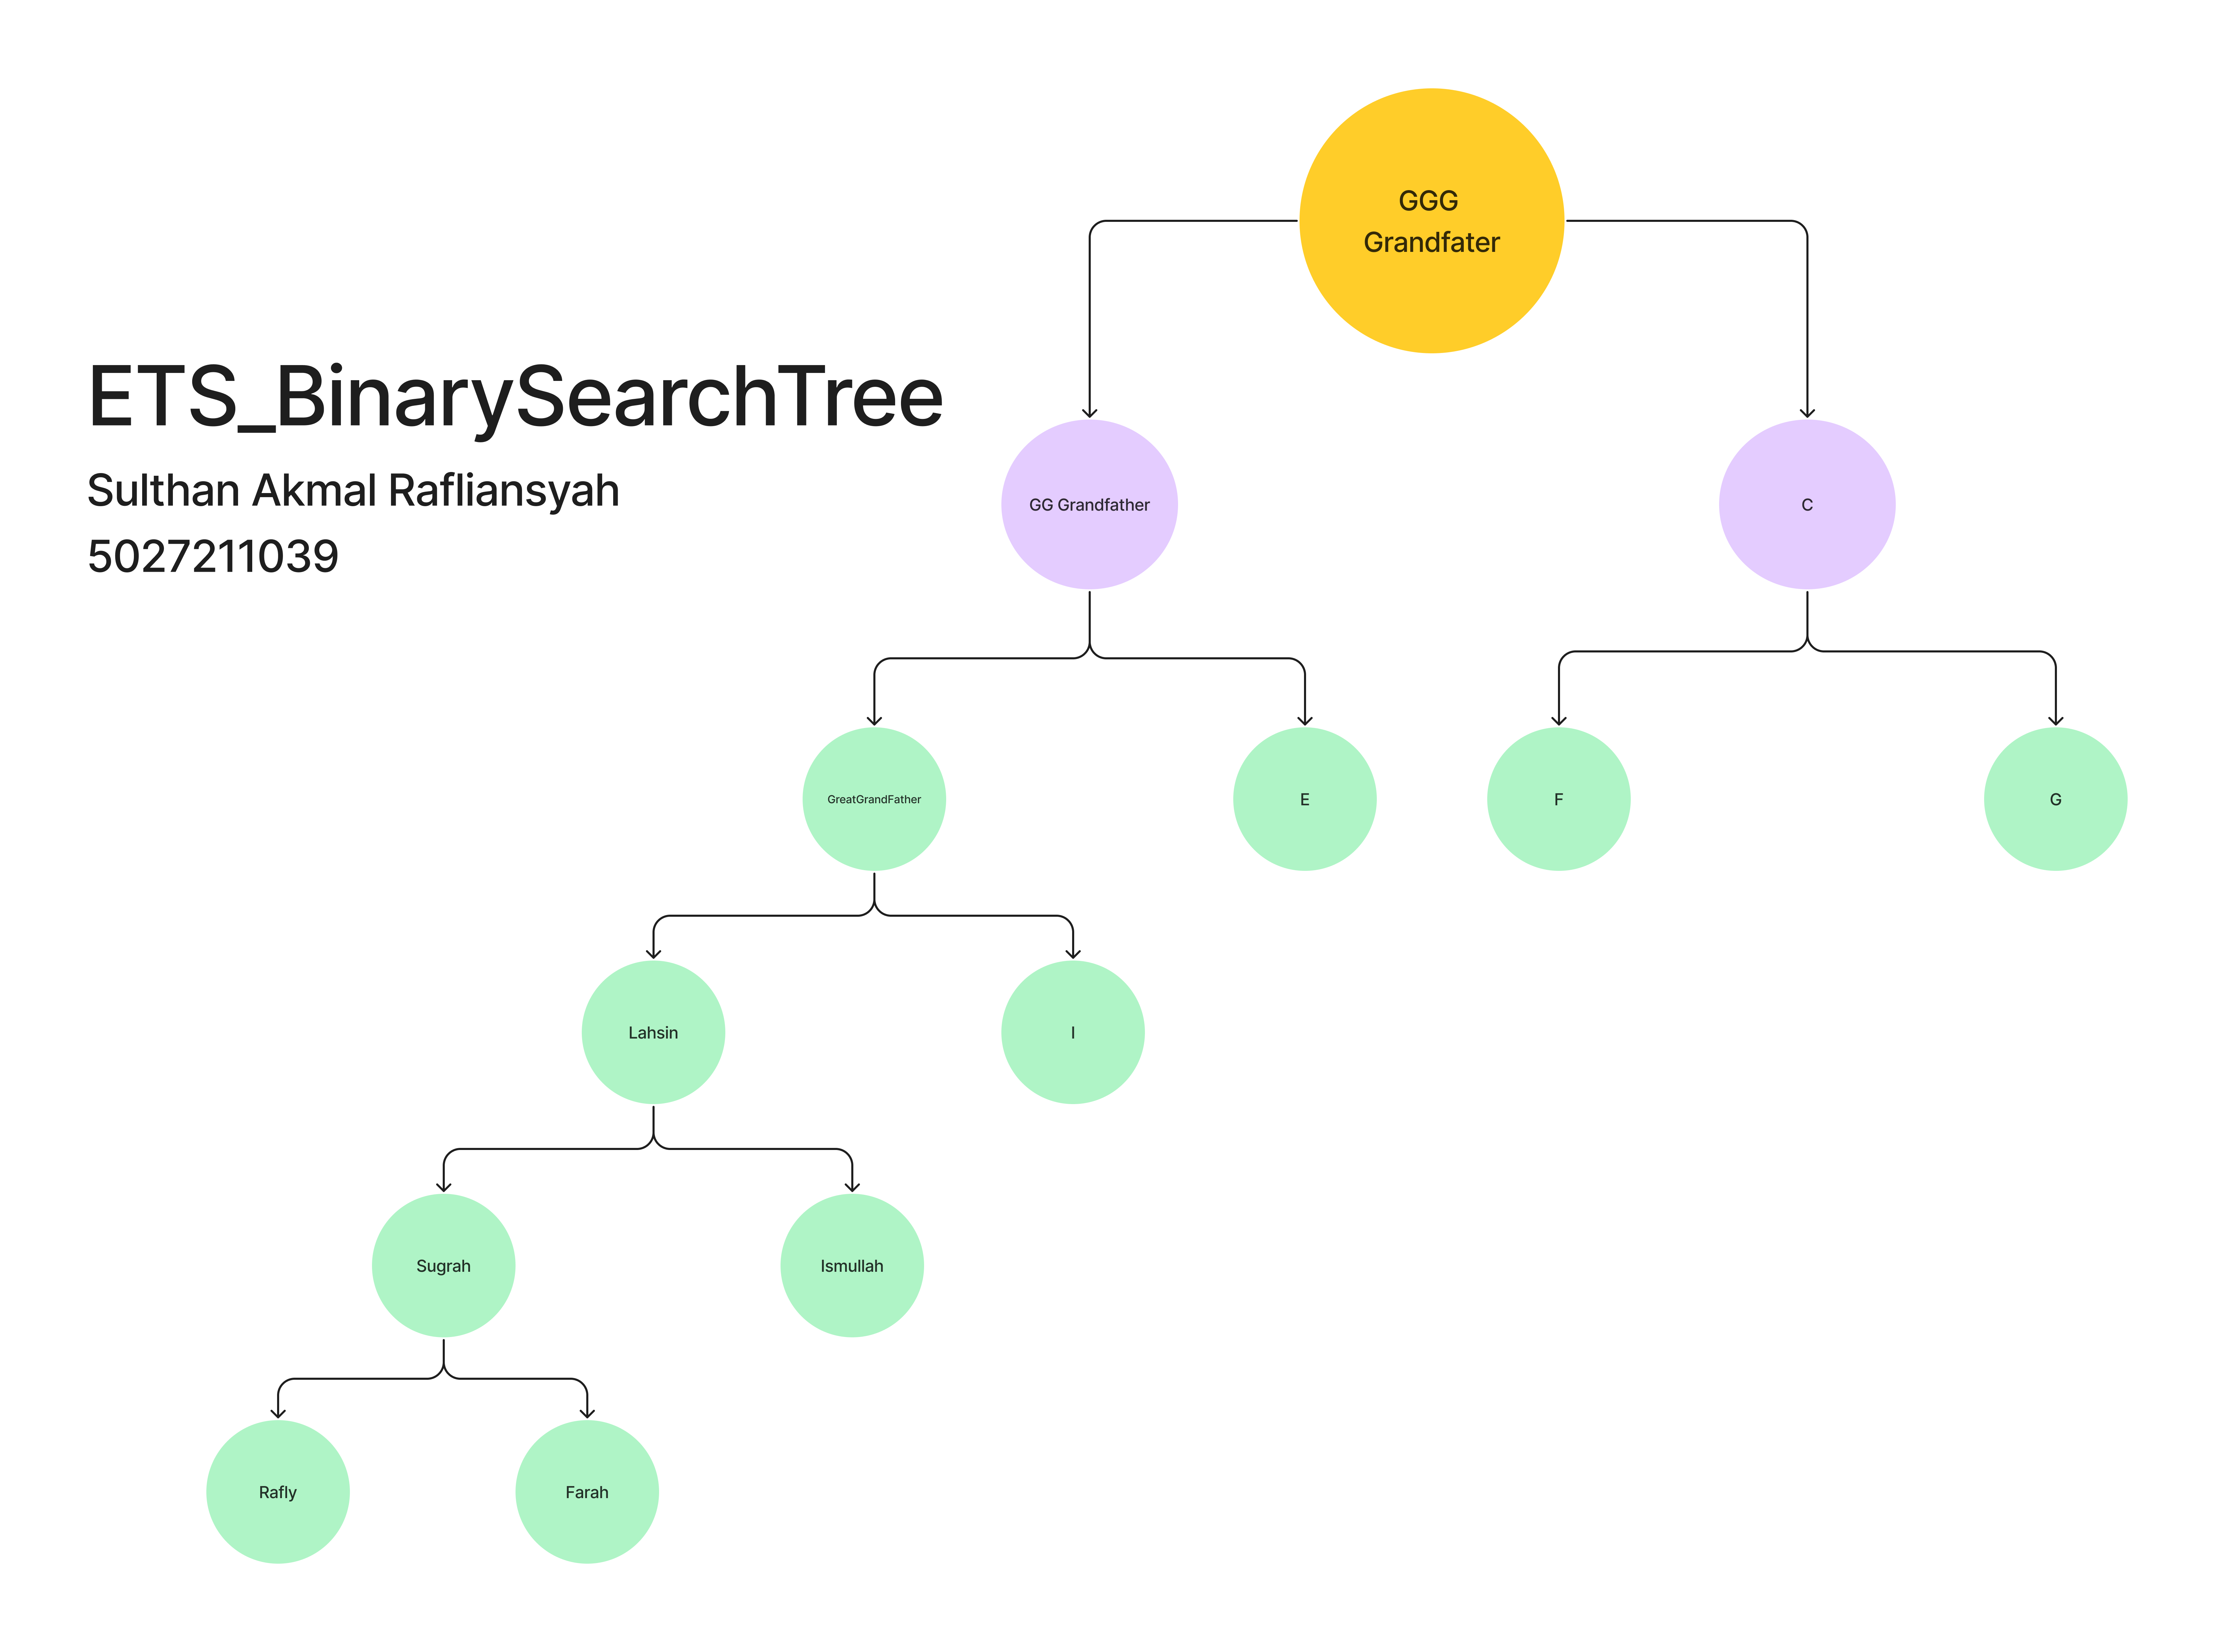 GGG
Grandfater
ETS_BinarySearchTree
Sulthan Akmal Rafliansyah
5027211039
GG Grandfather
C
GreatGrandFather
E
F
G
Lahsin
I
Sugrah
Ismullah
Rafly
Farah